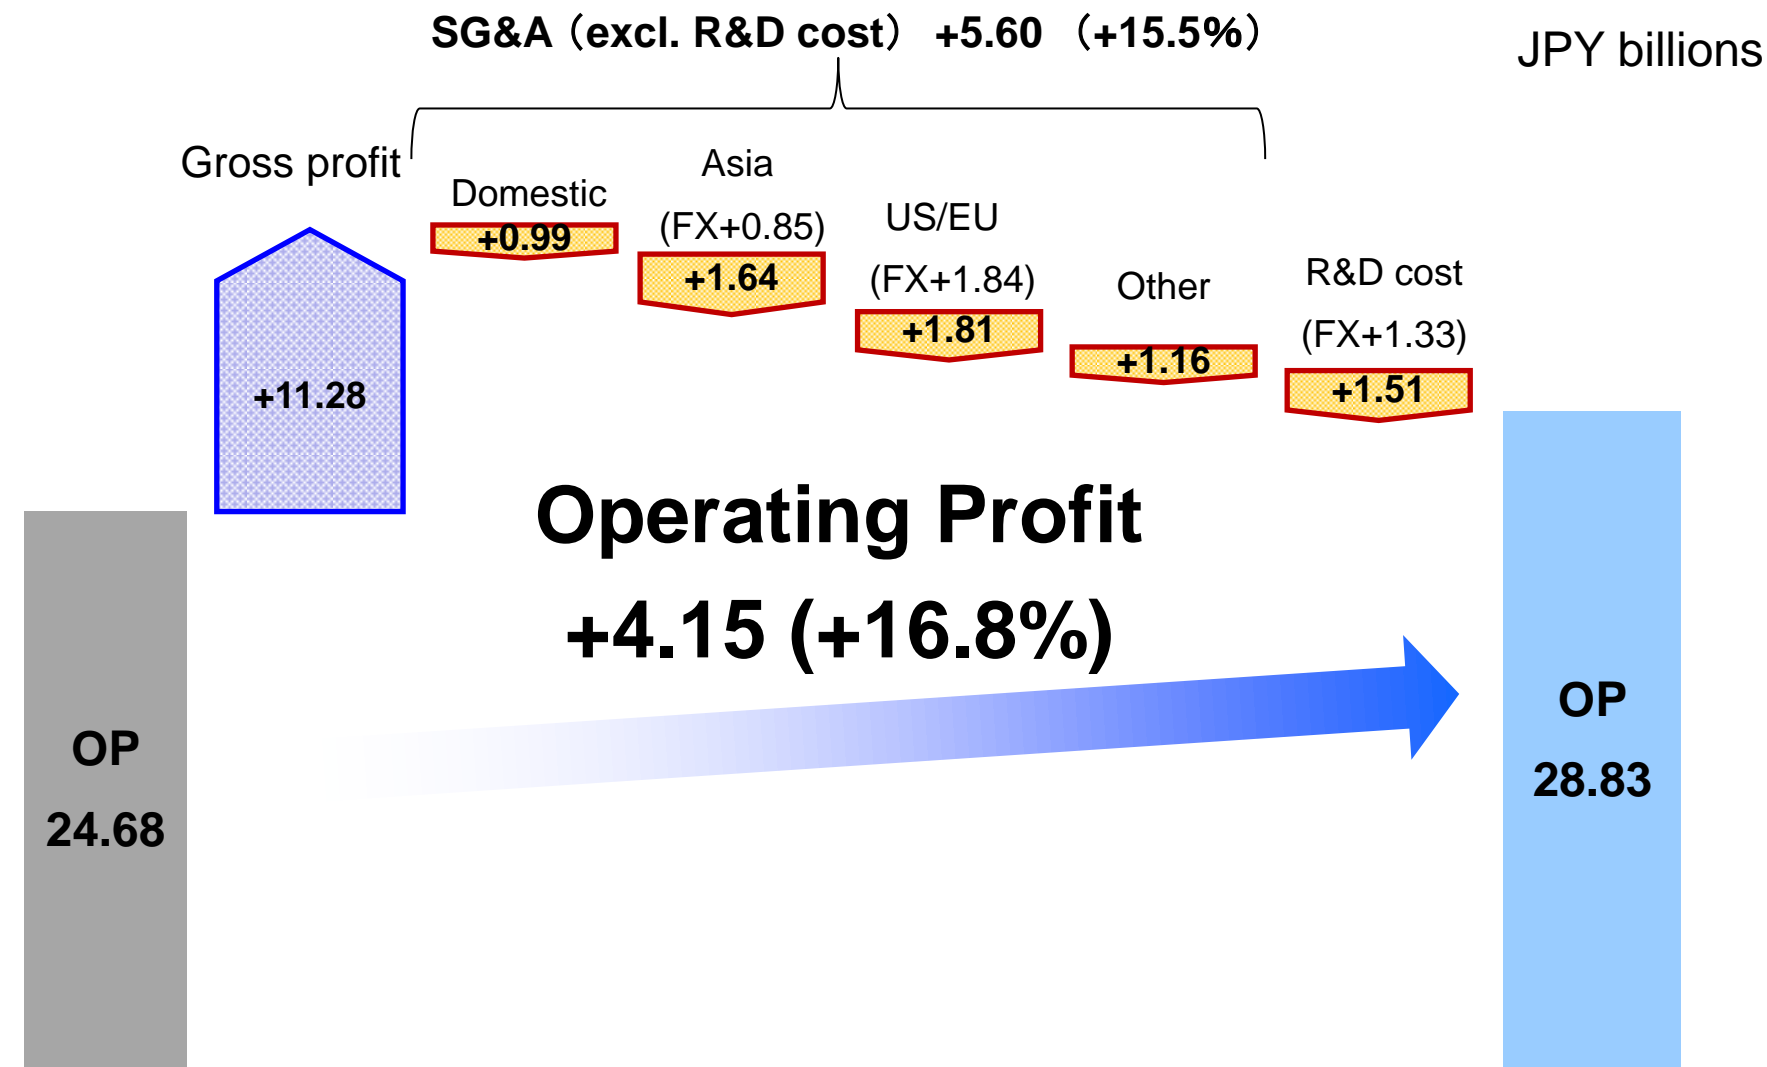 SG&A（excl. R&D cost） +5.60 （+15.5%）
JPY billions
Gross profit
+11.28
Domestic
+0.99
Asia
(FX+0.85)
+1.64
US/EU
(FX+1.84)
+1.81
Other
+1.16
R&D cost
(FX+1.33)
+1.51
Operating Profit
+4.15 (+16.8%)
OP
24.68
OP
28.83